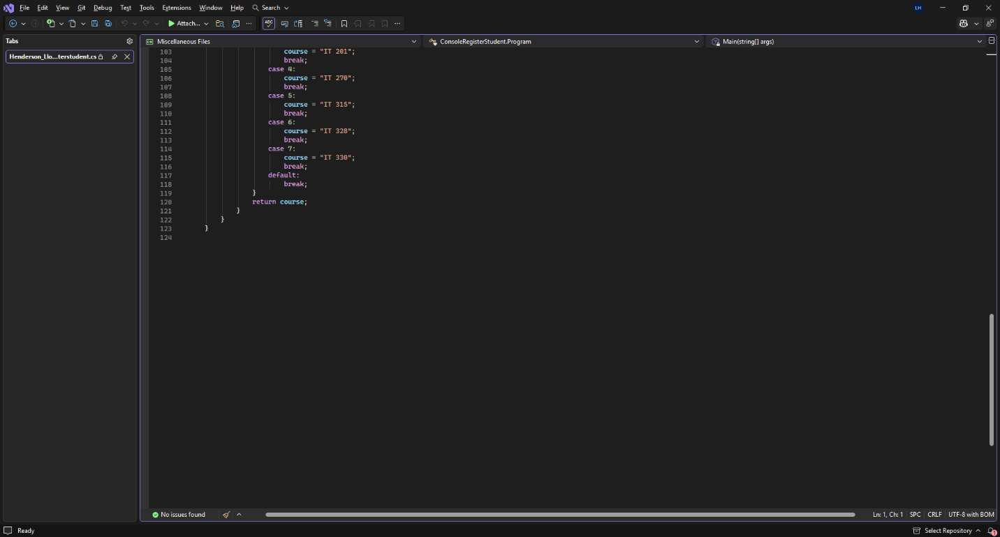 File Edit View Git Debug Test Tools Extensions Window Help Search LH
Attach... ABC
Tabs
Henderson_Llo...terstudent.cs
Miscellaneous Files ConsoleRegisterStudent.Program Main(string[] args)
103 course = "IT 201";
104 break;
105 case 4:
106 course = "IT 270";
107 break;
108 case 5:
109 course = "IT 315";
110 break;
111 case 6:
112 course = "IT 328";
113 break;
114 case 7:
115 course = "IT 330";
116 break;
117 default:
118 break;
119 }
120 return course;
121 }
122 }
123 }
124
No issues found Ln: 1, Ch: 1 SPC CRLF UTF-8 with BOM
Ready Select Repository 1